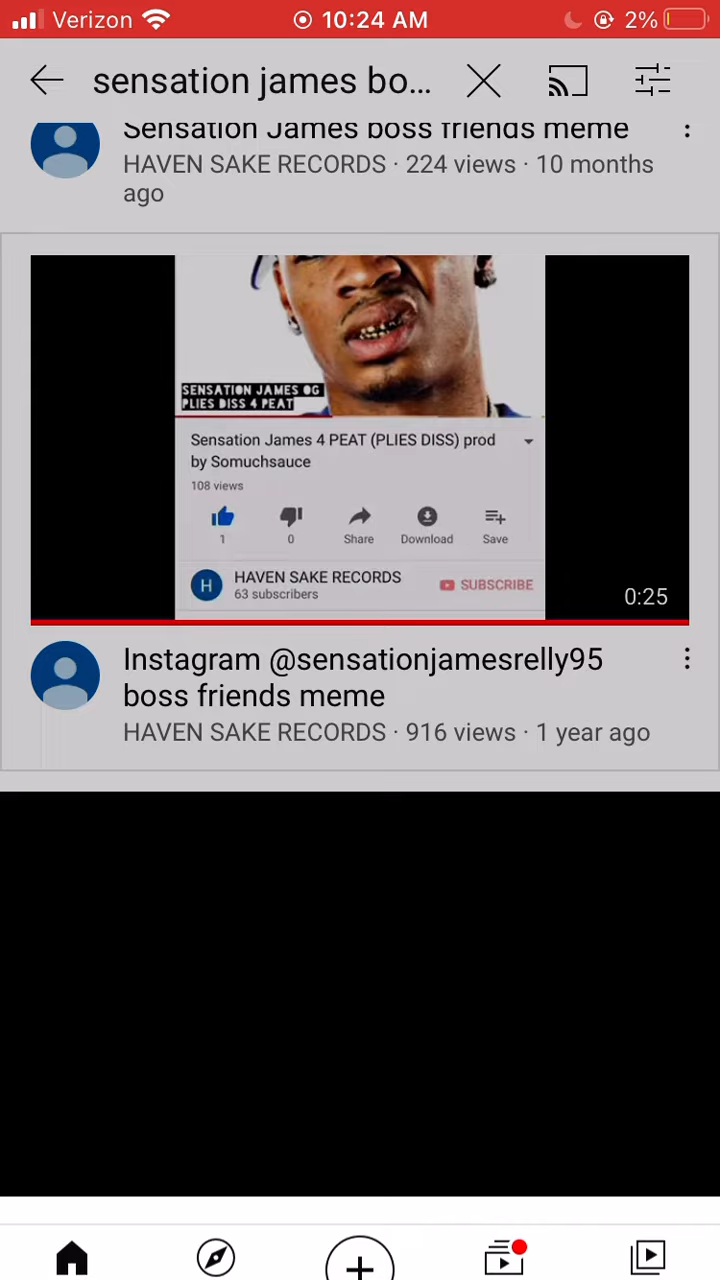 Verizon 10:24 AM 2%
sensation james bo...
Sensation James boss friends meme
HAVEN SAKE RECORDS · 224 views · 10 months
ago
SENSATION JAMES OG
PLIES DISS 4 PEAT
Sensation James 4 PEAT (PLIES DISS) prod
by Somuchsauce
108 views
1 0 Share Download Save
H HAVEN SAKE RECORDS SUBSCRIBE
63 subscribers
0:25
Instagram @sensationjamesrelly95
boss friends meme
HAVEN SAKE RECORDS · 916 views · 1 year ago